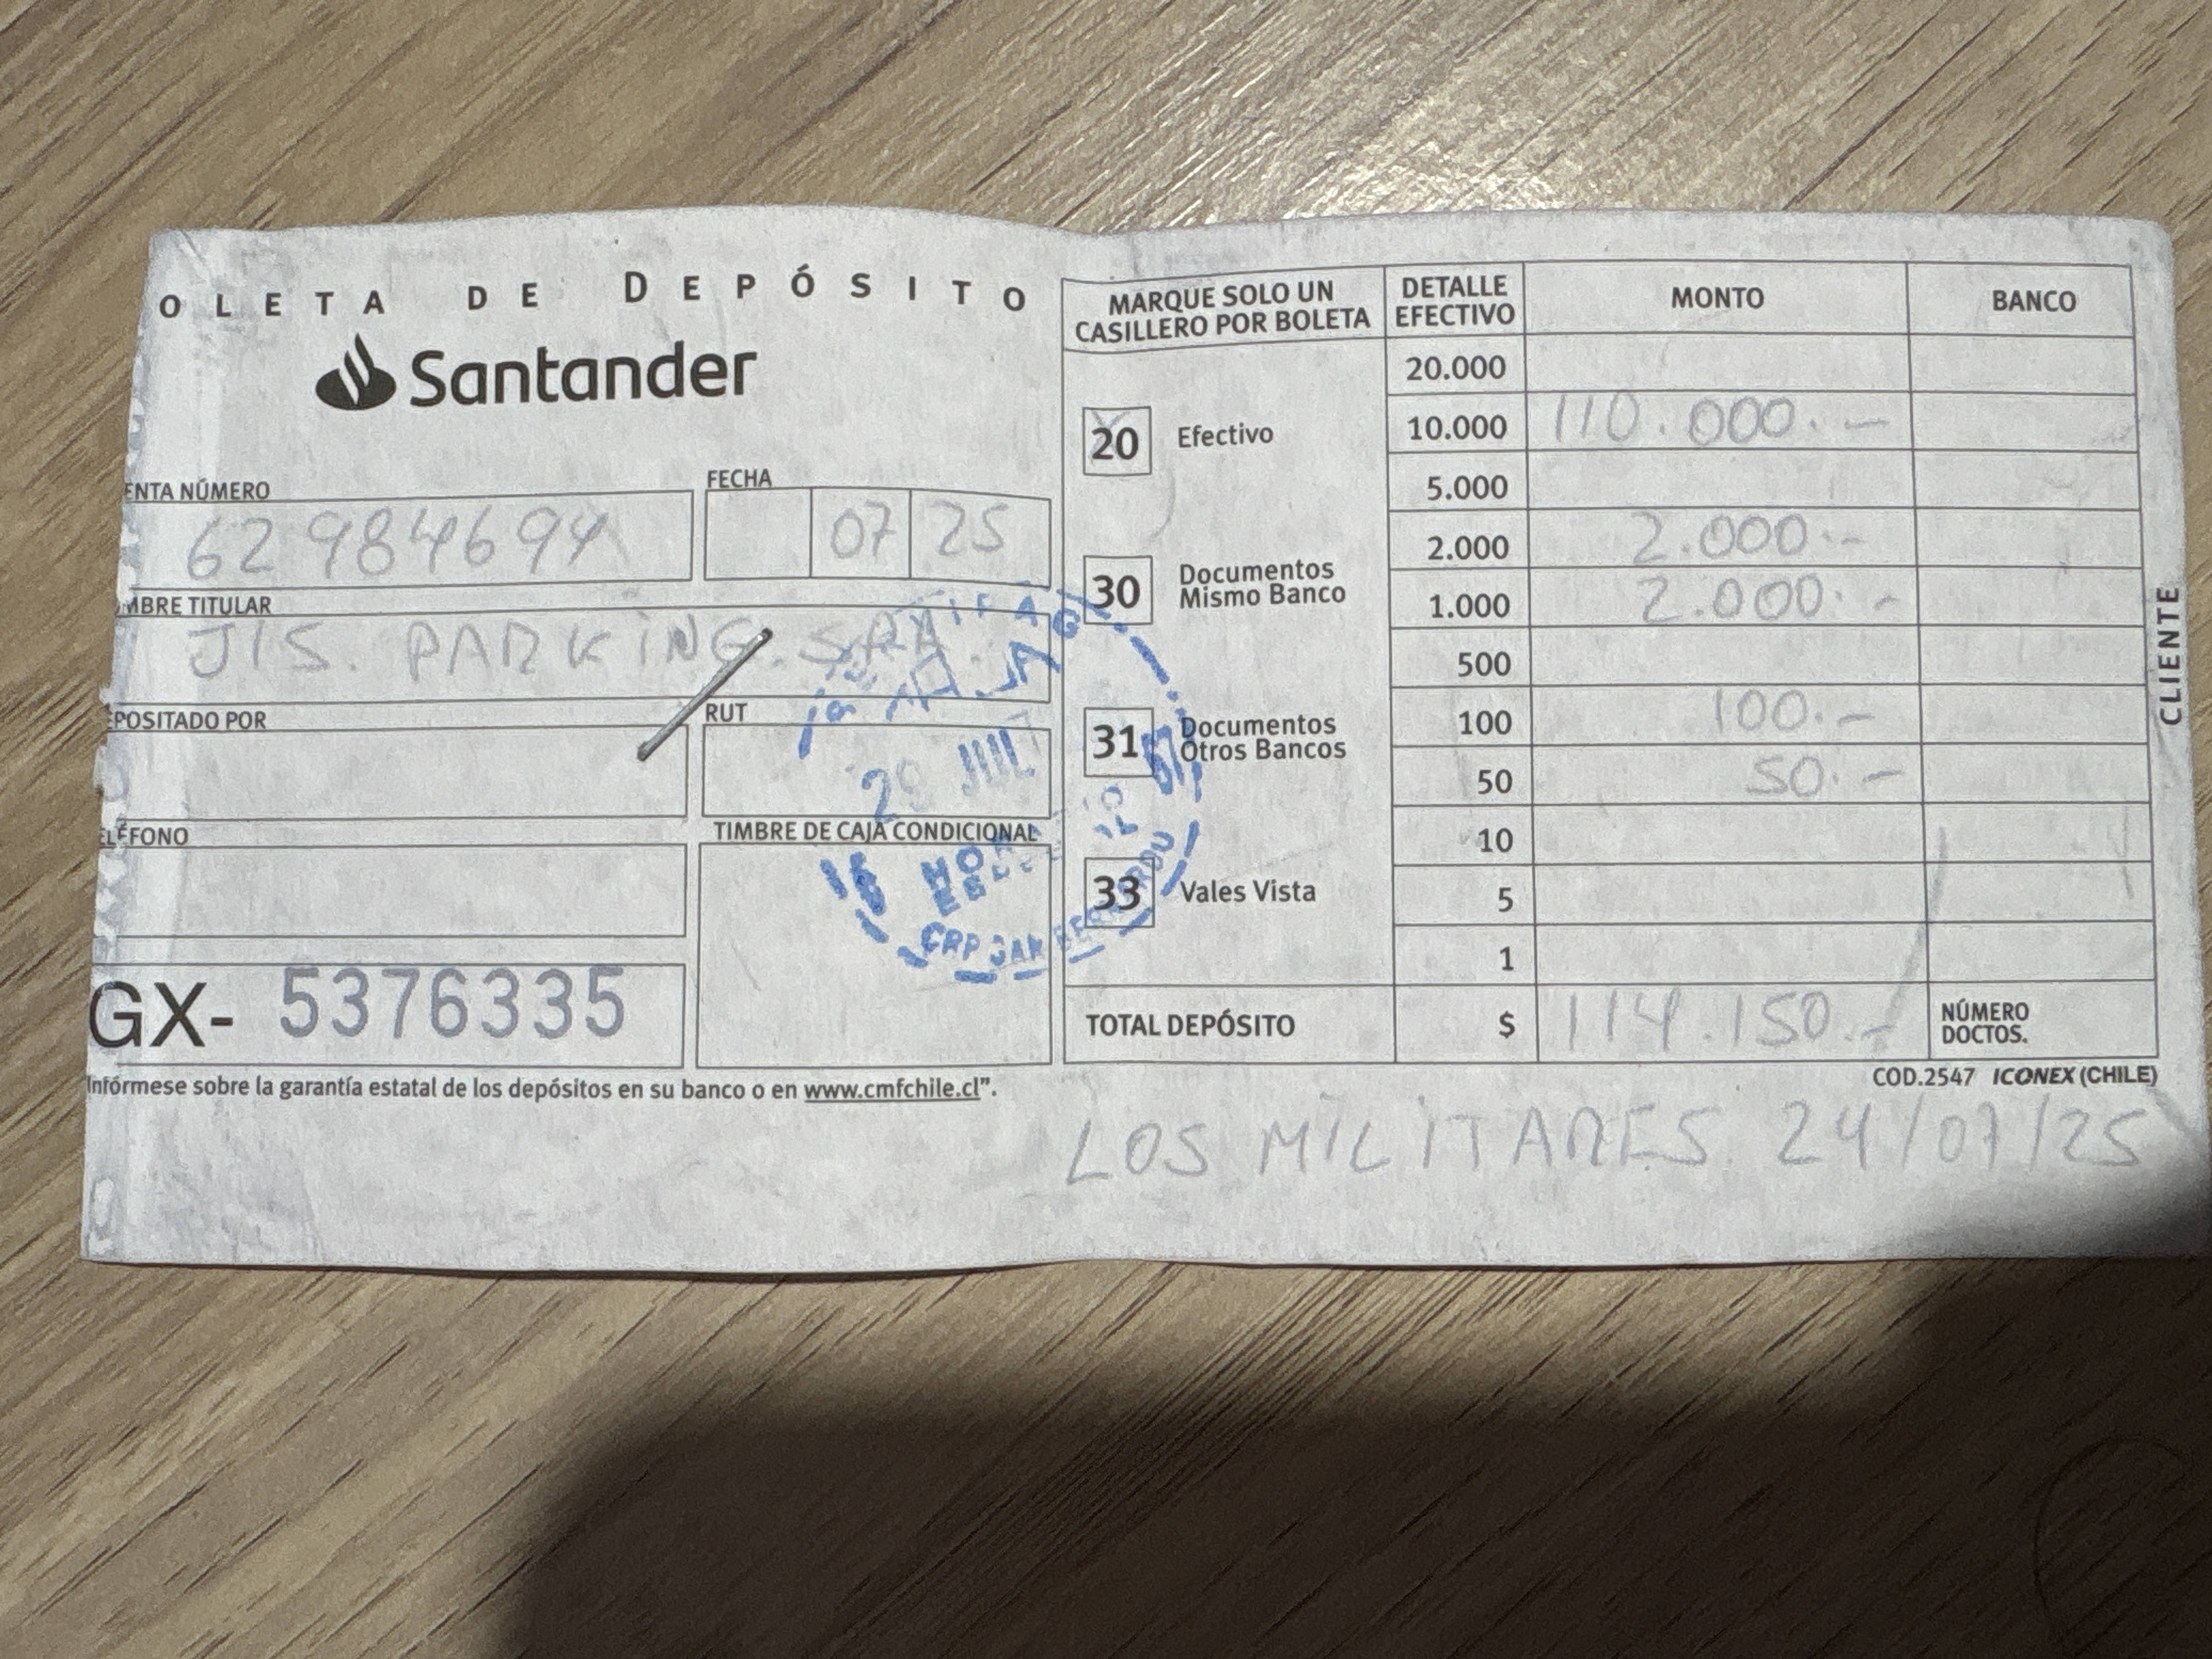 OLETA DE DEPÓSITO
Santander
ENTA NÚMERO
62984694
FECHA
07 25
MBRE TITULAR
JIS. PARKING. SPA
EPOSITADO POR
RUT
29 JUL
ELÉFONO
TIMBRE DE CAJA CONDICIONAL
GX- 5376335
Infórmese sobre la garantía estatal de los depósitos en su banco o en www.cmfchile.cl".
MARQUE SOLO UN
CASILLERO POR BOLETA
20 Efectivo
30 Documentos
Mismo Banco
31 Documentos
Otros Bancos
33 Vales Vista
DETALLE
EFECTIVO
MONTO
BANCO
20.000
10.000 110.000.-
5.000
2.000 2.000.-
1.000 2.000.-
500
100 100.-
50 50.-
10
5
1
TOTAL DEPÓSITO $ 114.150.-
NÚMERO
DOCTOS.
CLIENTE
COD.2547 ICONEX (CHILE)
LOS MILITARES 24/07/25